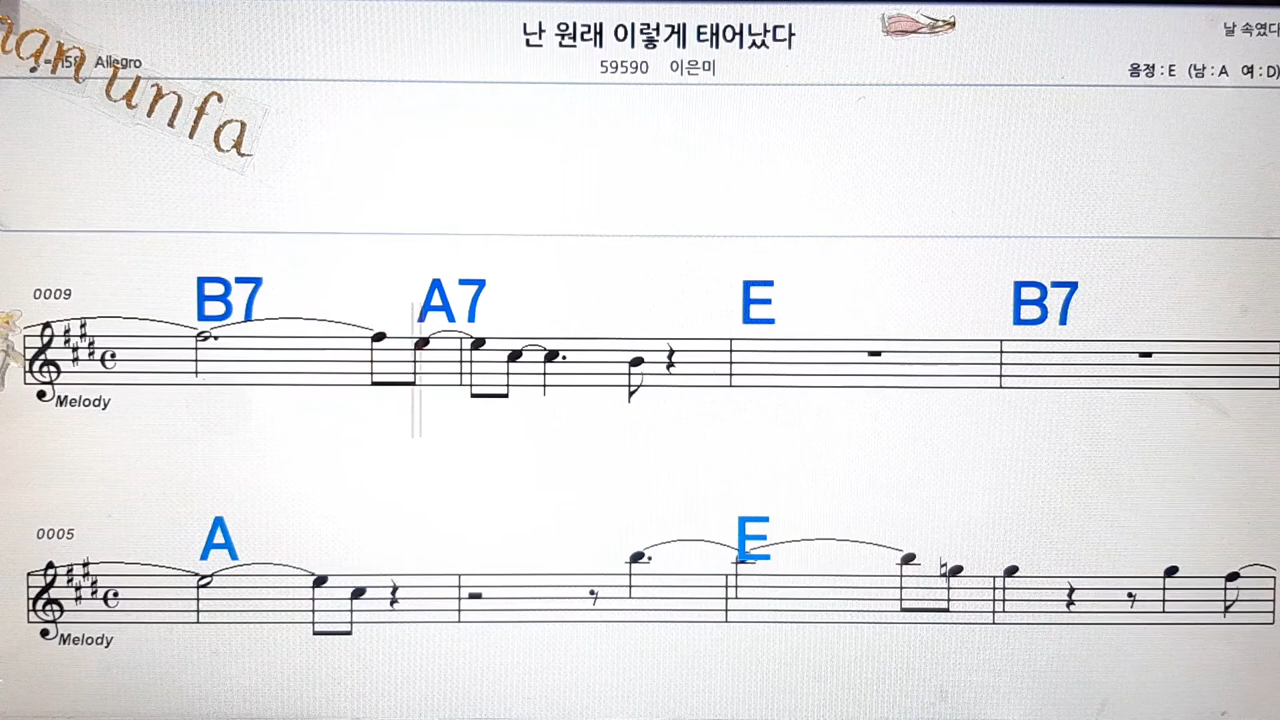 난 원래 이렇게 태어났다
날 속였다
59590 이은미
Allegro
음정 : E (남 : A 여 : D)
unfa
B7 A7 E B7
0009
Melody
A E
0005
Melody